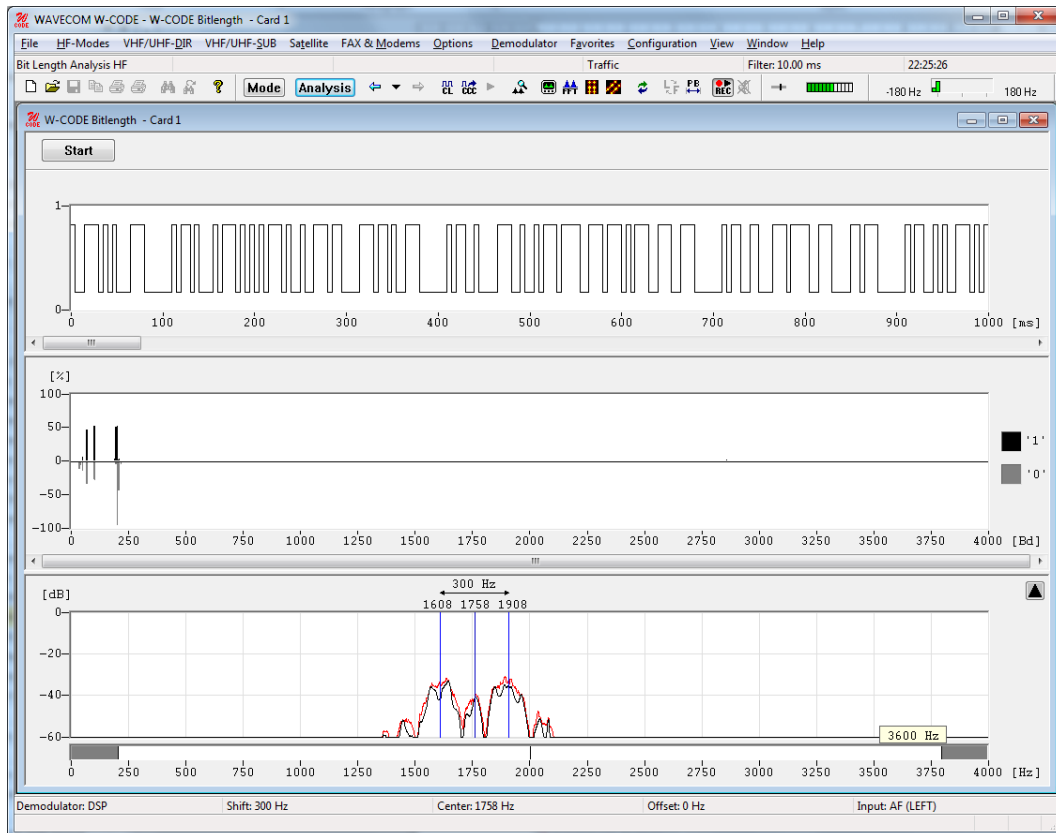 WAVECOM W-CODE - W-CODE Bitlength - Card 1
File HF-Modes VHF/UHF-DIR VHF/UHF-SUB Satellite FAX & Modems Options Demodulator Favorites Configuration View Window Help
Bit Length Analysis HF Traffic Filter: 10.00 ms 22:25:26
Mode Analysis CL CCC PB REC -180 Hz 180 Hz
W-CODE Bitlength - Card 1
Start
1
0
0 100 200 300 400 500 600 700 800 900 1000 [ms]
[%]
100
50
0
-50
-100
'1'
'0'
0 250 500 750 1000 1250 1500 1750 2000 2250 2500 2750 3000 3250 3500 3750 4000 [Bd]
300 Hz
[dB]
1608 1758 1908
0
-20
-40
-60
3600 Hz
0 250 500 750 1000 1250 1500 1750 2000 2250 2500 2750 3000 3250 3500 3750 4000 [Hz]
Demodulator: DSP Shift: 300 Hz Center: 1758 Hz Offset: 0 Hz Input: AF (LEFT)